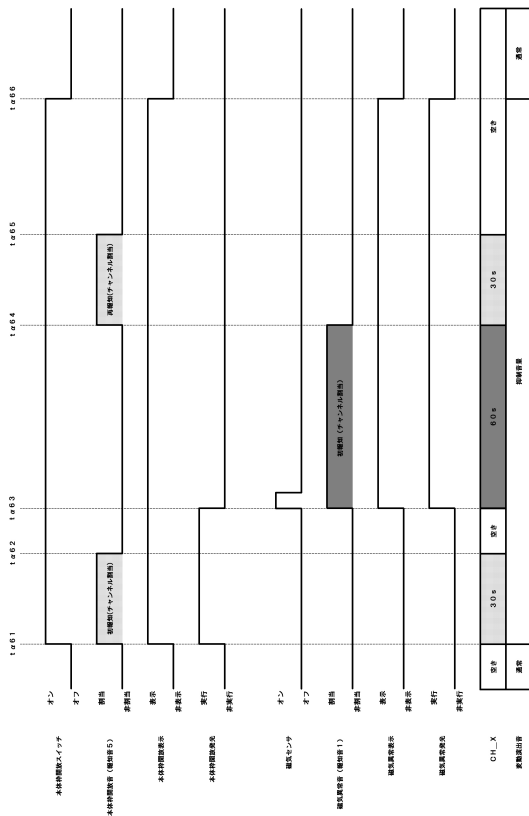 tα61
tα62
tα63
tα64
tα65
tα66
本体枠開放スイッチ
オン
オフ
本体枠開放音（報知音5）
割当
非割当
初報知(チャンネル割当)
再報知(チャンネル割当)
本体枠開放表示
表示
非表示
本体枠開放発光
実行
非実行
磁気センサ
オン
オフ
磁気異常音（報知音1）
割当
非割当
初報知（チャンネル割当）
磁気異常表示
表示
非表示
磁気異常発光
実行
非実行
CH_X
空き
30s
空き
60s
30s
空き
変動演出音
通常
抑制音量
通常